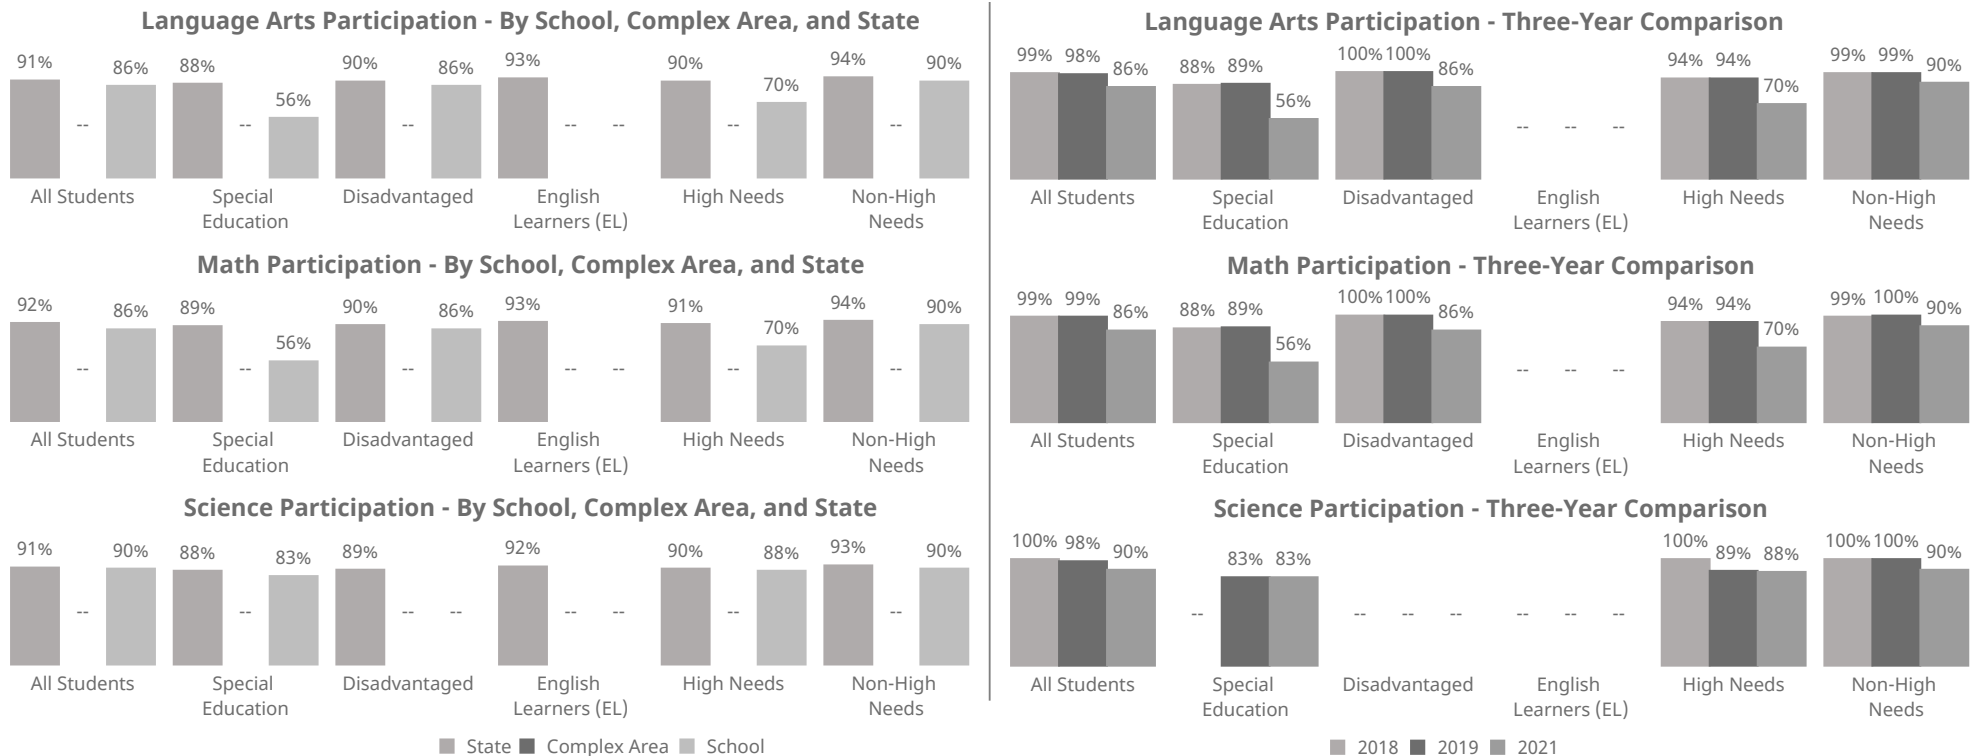 Language Arts Participation - By School, Complex Area, and State
91% -- 86% 88% -- 56% 90% -- 86% 93% -- -- 90% -- 70% 94% -- 90%
All Students Special Disadvantaged English High Needs Non-High
Education Learners (EL) Needs
Math Participation - By School, Complex Area, and State
92% -- 86% 89% -- 56% 90% -- 86% 93% -- -- 91% -- 70% 94% -- 90%
All Students Special Disadvantaged English High Needs Non-High
Education Learners (EL) Needs
Science Participation - By School, Complex Area, and State
91% -- 90% 88% -- 83% 89% -- -- 92% -- -- 90% -- 88% 93% -- 90%
All Students Special Disadvantaged English High Needs Non-High
Education Learners (EL) Needs
State Complex Area School
Language Arts Participation - Three-Year Comparison
99% 98% 86% 88% 89% 56% 100% 100% 86% -- -- -- 94% 94% 70% 99% 99% 90%
All Students Special Disadvantaged English High Needs Non-High
Education Learners (EL) Needs
Math Participation - Three-Year Comparison
99% 99% 86% 88% 89% 56% 100% 100% 86% -- -- -- 94% 94% 70% 99% 100% 90%
All Students Special Disadvantaged English High Needs Non-High
Education Learners (EL) Needs
Science Participation - Three-Year Comparison
100% 98% 90% -- 83% 83% -- -- -- -- -- -- 100% 89% 88% 100% 100% 90%
All Students Special Disadvantaged English High Needs Non-High
Education Learners (EL) Needs
2018 2019 2021